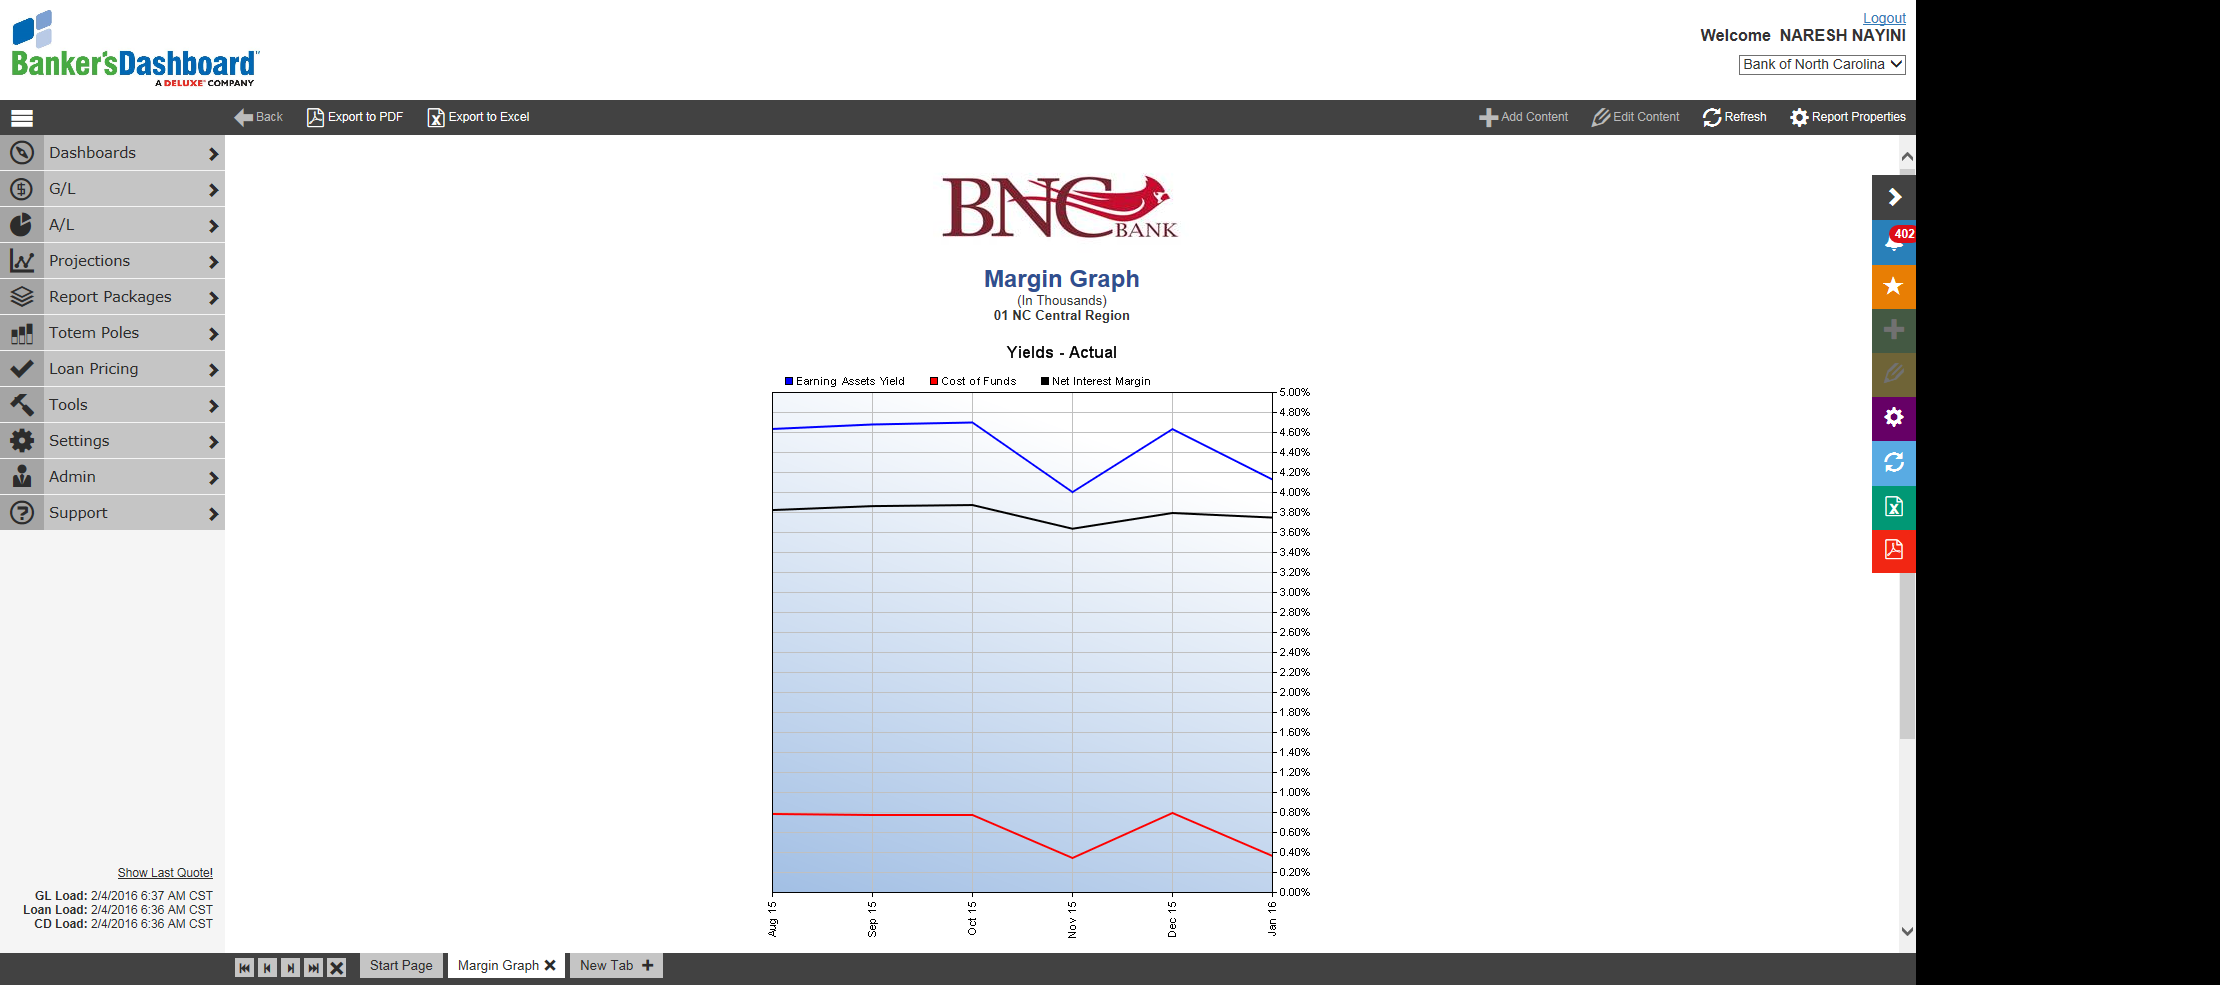 Banker'sDashboard
A DELUXE COMPANY
Logout
Welcome NARESH NAYINI
Bank of North Carolina
Back
Export to PDF
Export to Excel
Add Content
Edit Content
Refresh
Report Properties
Dashboards
G/L
A/L
Projections
Report Packages
Totem Poles
Loan Pricing
Tools
Settings
Admin
Support
402
BNC
BANK
Margin Graph
(In Thousands)
01 NC Central Region
Yields - Actual
Earning Assets Yield
Cost of Funds
Net Interest Margin
5.00%
4.80%
4.60%
4.40%
4.20%
4.00%
3.80%
3.60%
3.40%
3.20%
3.00%
2.80%
2.60%
2.40%
2.20%
2.00%
1.80%
1.60%
1.40%
1.20%
1.00%
0.80%
0.60%
0.40%
0.20%
0.00%
Aug 15
Sep 15
Oct 15
Nov 15
Dec 15
Jan 16
Show Last Quote!
GL Load: 2/4/2016 6:37 AM CST
Loan Load: 2/4/2016 6:36 AM CST
CD Load: 2/4/2016 6:36 AM CST
Start Page
Margin Graph
New Tab